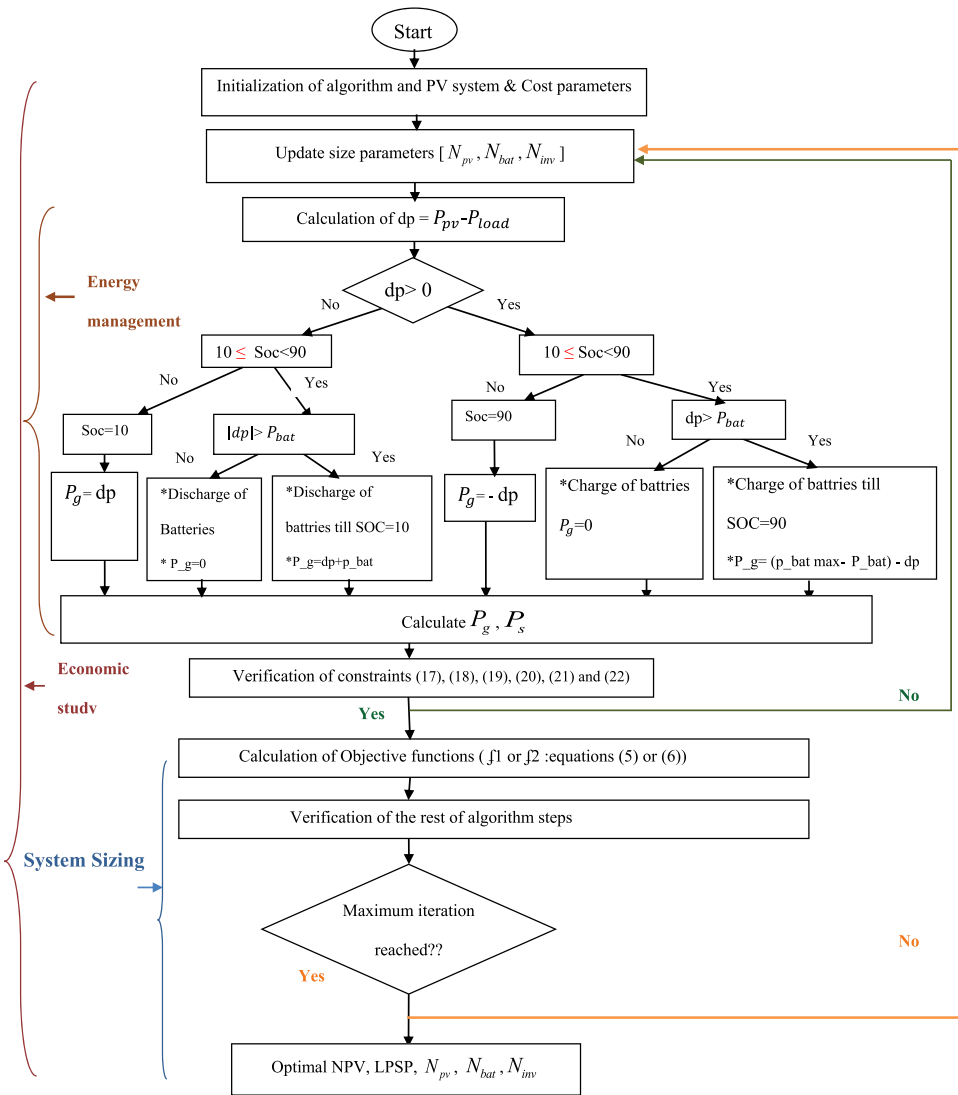 Start
Initialization of algorithm and PV system & Cost parameters
Update size parameters [ N_pv , N_bat , N_inv ]
Calculation of dp = P_pv-P_load
dp> 0
No
Yes
Energy
management
10 ≤ Soc<90
10 ≤ Soc<90
No
Yes
No
Yes
Soc=10
|dp|> P_bat
Soc=90
dp> P_bat
No
Yes
No
Yes
P_g= dp
*Discharge of
Batteries
* P_g=0
*Discharge of
battries till SOC=10
*P_g=dp+p_bat
P_g= - dp
*Charge of battries
P_g=0
*Charge of battries till
SOC=90
*P_g= (p_bat max- P_bat) - dp
Calculate P_g , P_s
Economic
study
Verification of constraints (17), (18), (19), (20), (21) and (22)
Yes
No
Calculation of Objective functions ( ʄ1 or ʄ2 :equations (5) or (6))
Verification of the rest of algorithm steps
System Sizing
Maximum iteration
reached??
Yes
No
Optimal NPV, LPSP, N_pv , N_bat , N_inv